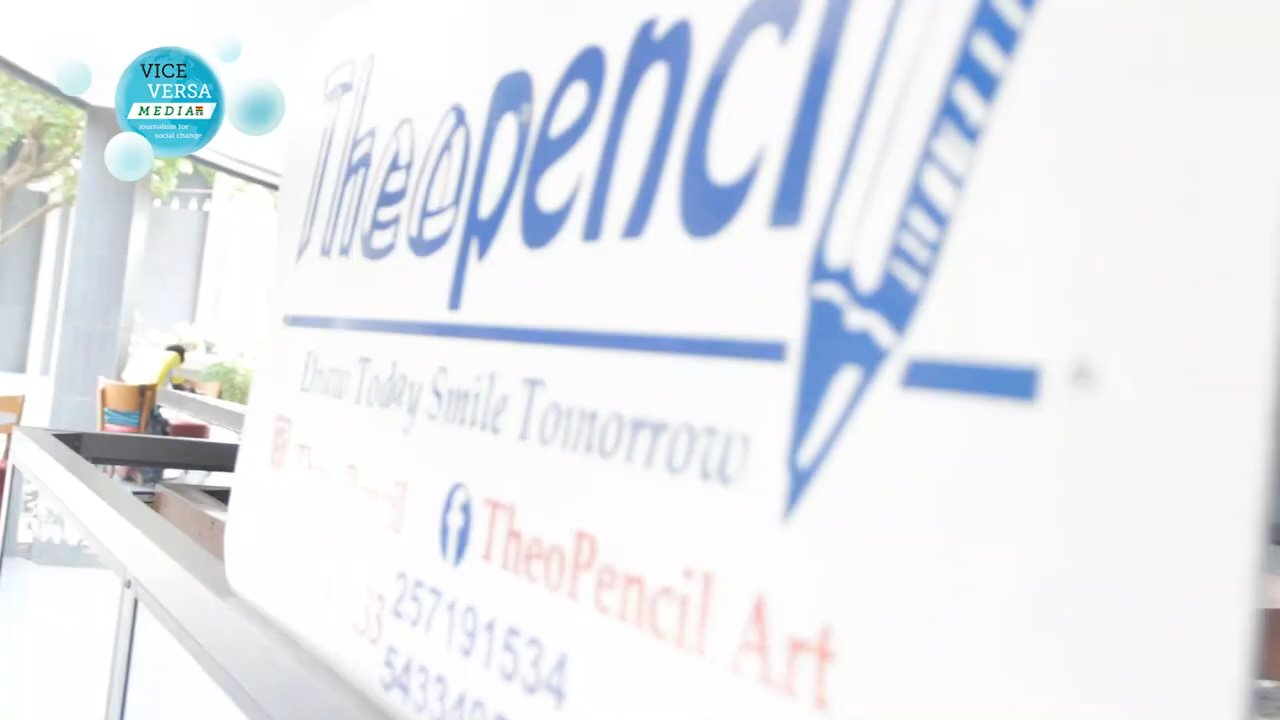 VICE
VERSA
MEDIA
journalism for
social change
Theopencil
Draw Today Smile Tomorrow
TheoPencil Art
257191534